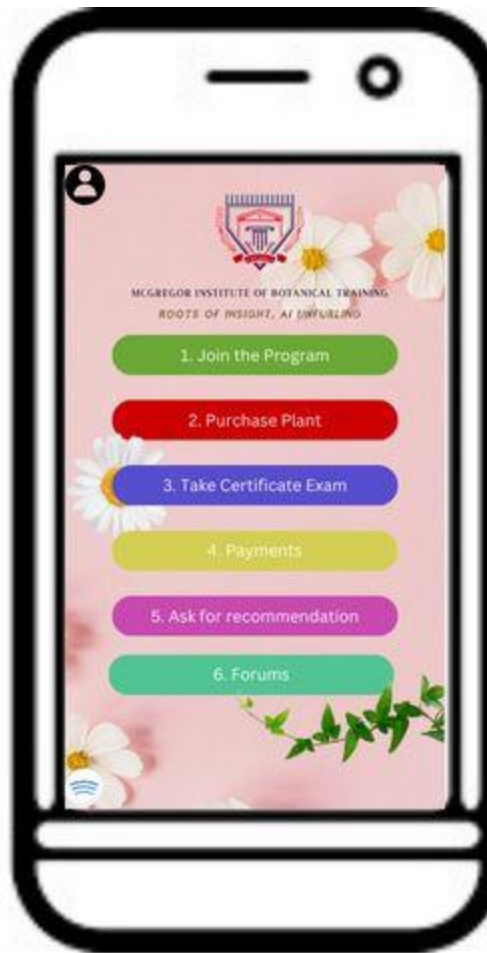 MCGREGOR INSTITUTE OF BOTANICAL TRAINING
ROOTS OF INSIGHT, AI UNFURLING
1. Join the Program
2. Purchase Plant
3. Take Certificate Exam
4. Payments
5. Ask for recommendation
6. Forums